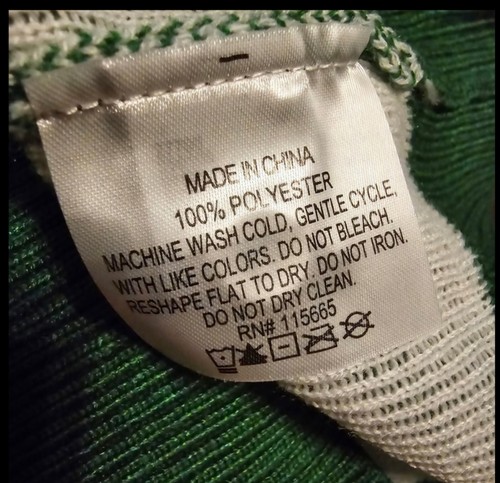 MADE IN CHINA
100% POLYESTER
MACHINE WASH COLD, GENTLE CYCLE,
WITH LIKE COLORS. DO NOT BLEACH.
RESHAPE FLAT TO DRY. DO NOT IRON.
DO NOT DRY CLEAN.
RN# 115665